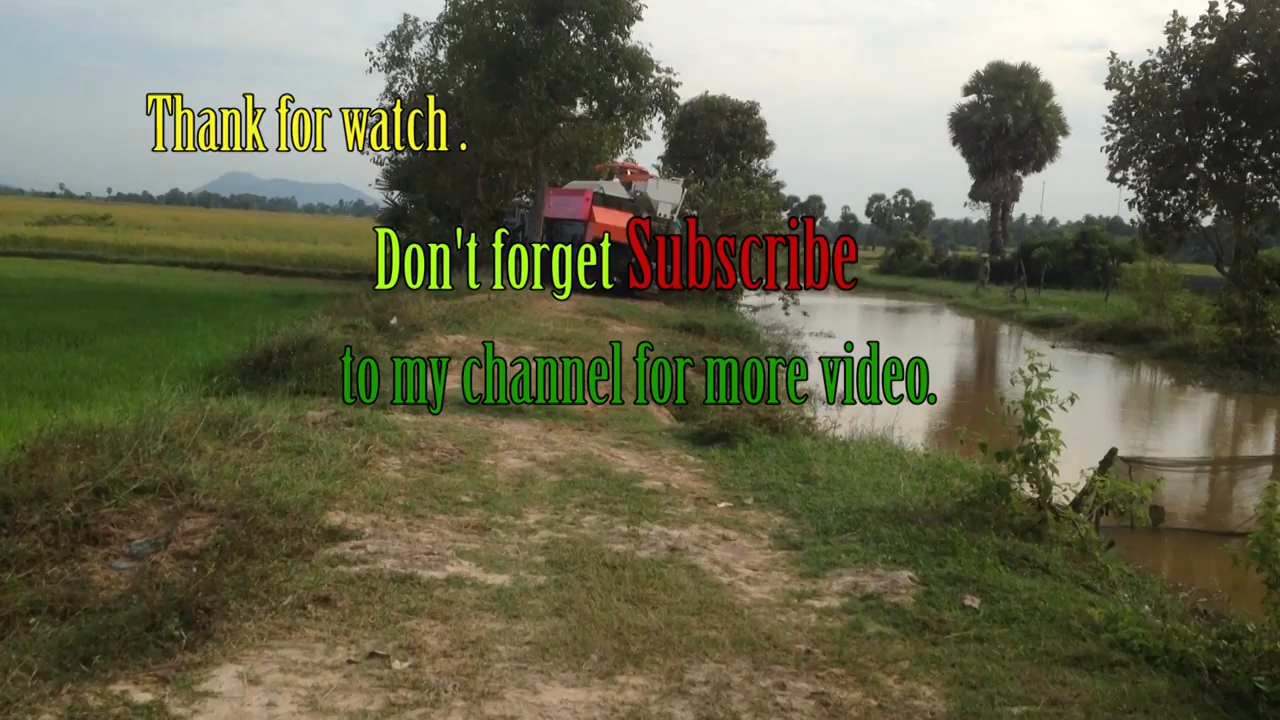 Thank for watch .
Don't forget Subscribe
to my channel for more video.